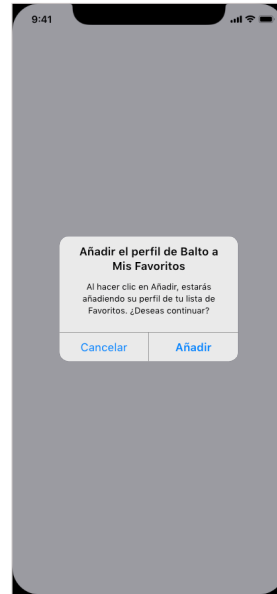 9:41
Añadir el perfil de Balto a
Mis Favoritos
Al hacer clic en Añadir, estarás
añadiendo su perfil de tu lista de
Favoritos. ¿Deseas continuar?
Cancelar
Añadir